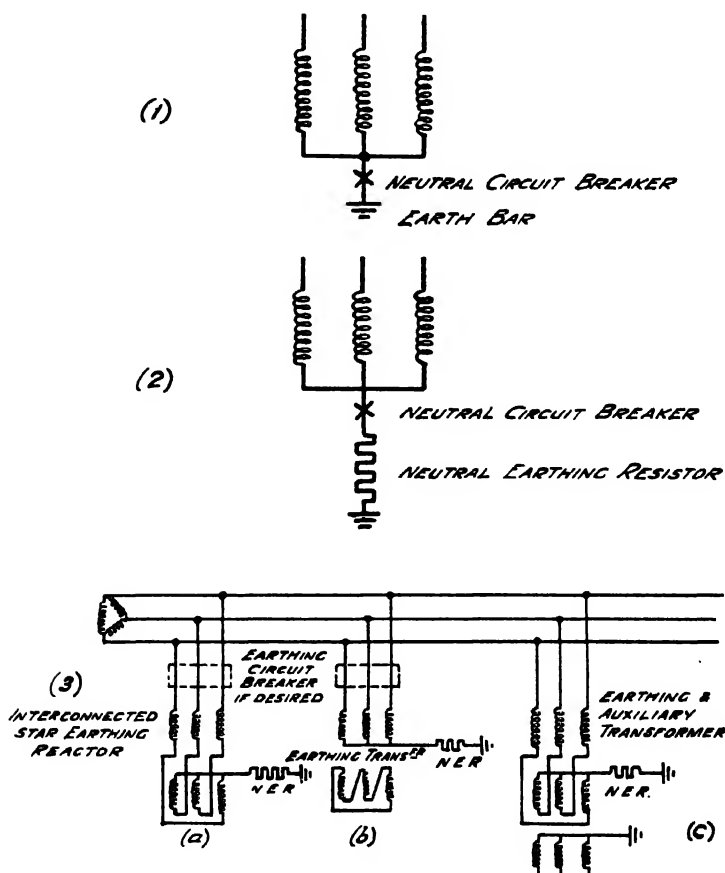 (1)
NEUTRAL CIRCUIT BREAKER
EARTH BAR
(2)
NEUTRAL CIRCUIT BREAKER
NEUTRAL EARTHING RESISTOR
(3)
INTERCONNECTED
STAR EARTHING
REACTOR
EARTHING
CIRCUIT
BREAKER
IF DESIRED
EARTHING & 
AUXILIARY
TRANSFORMER
EARTHING TRANSER
N.E.R.
N E R
N.E.R.
(a)
(b)
(C)